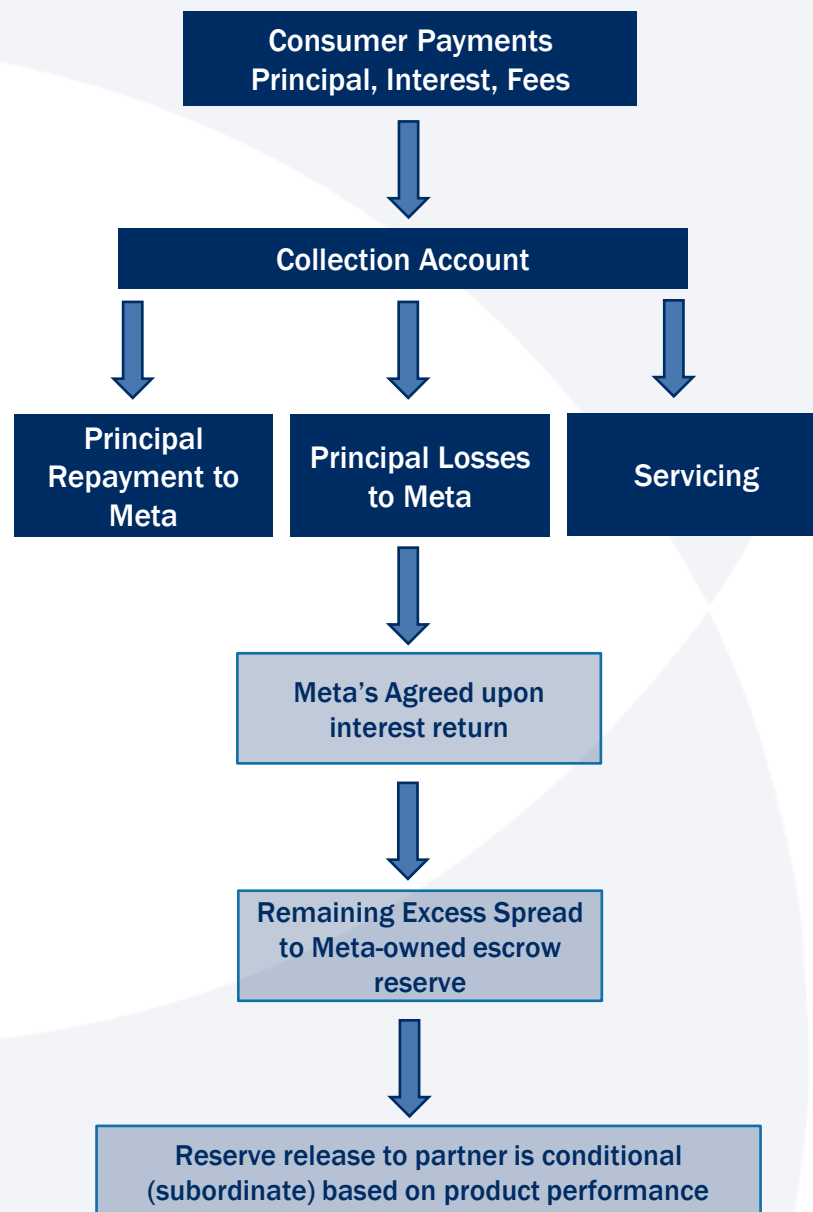 Consumer Payments
Principal, Interest, Fees
Collection Account
Principal
Repayment to
Meta
Principal Losses
to Meta
Servicing
Meta’s Agreed upon
interest return
Remaining Excess Spread
to Meta-owned escrow
reserve
Reserve release to partner is conditional
(subordinate) based on product performance